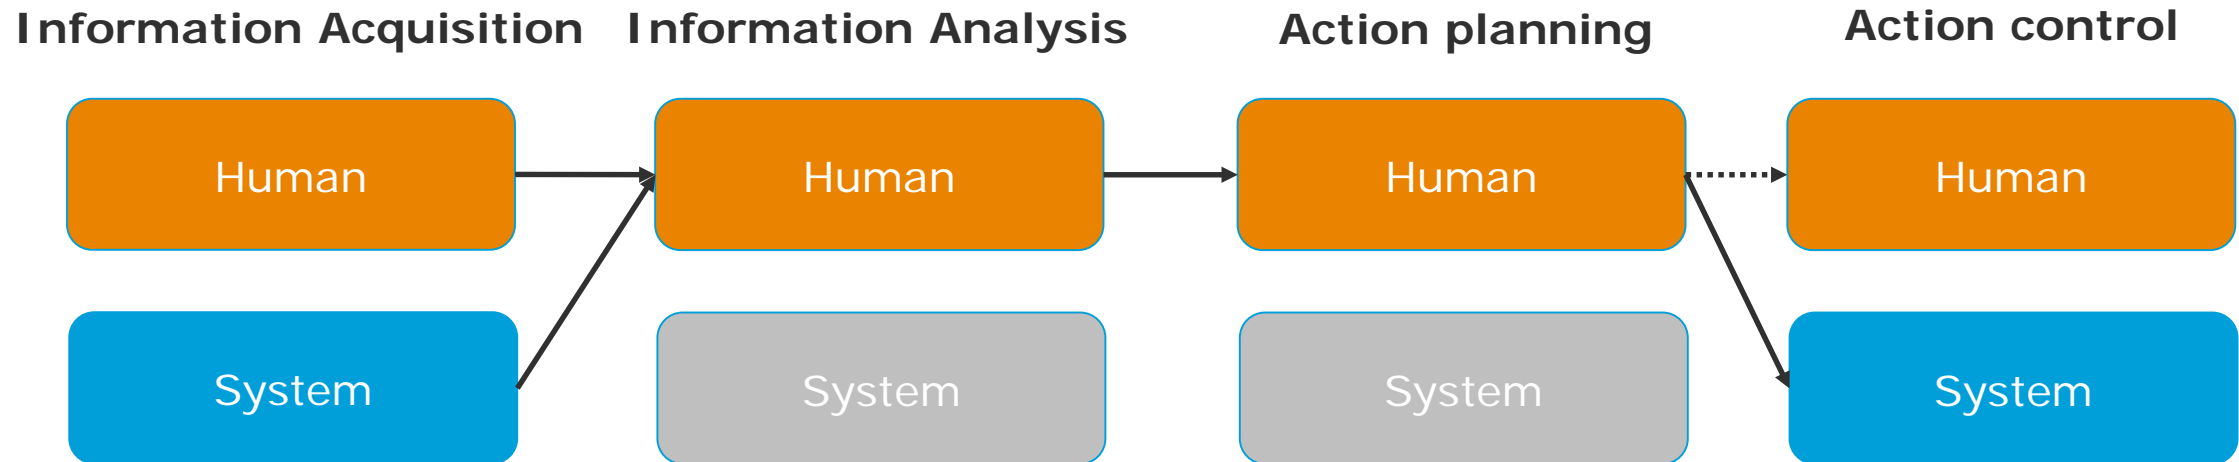 Information Acquisition
Information Analysis
Action planning
Action control
Human
Human
Human
Human
System
System
System
System